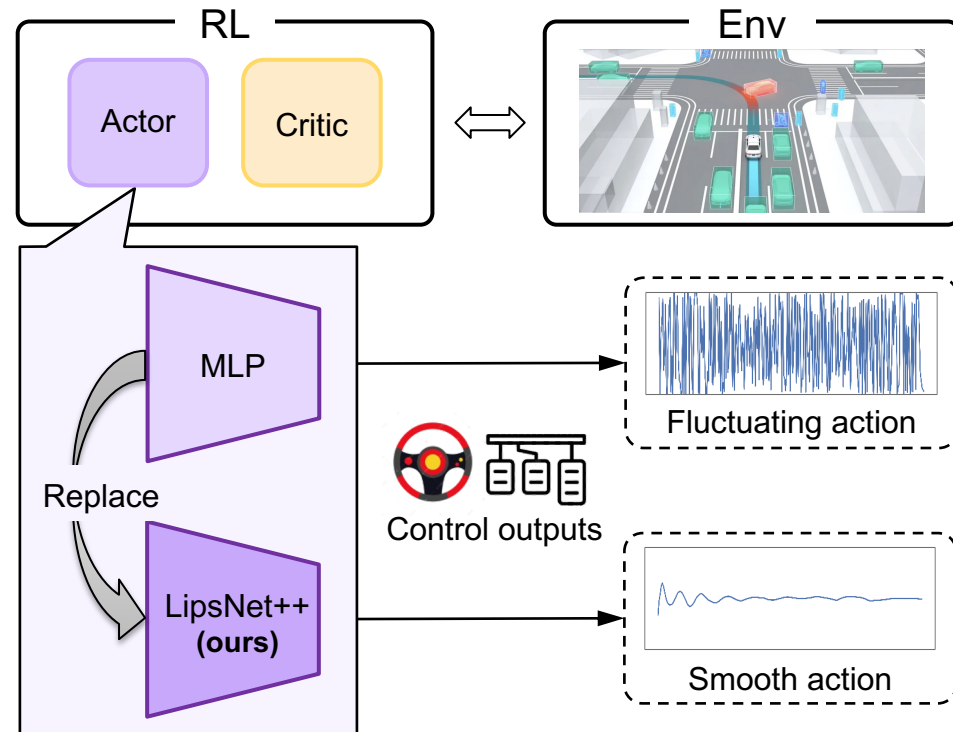 RL
Env
Actor
Critic
MLP
Fluctuating action
Replace
Control outputs
LipsNet++
(ours)
Smooth action